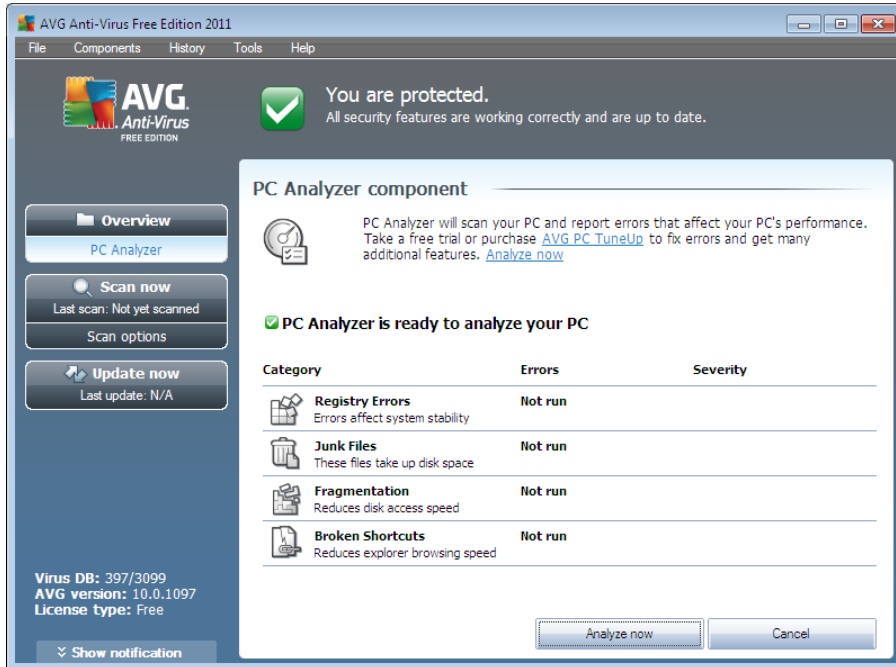 AVG Anti-Virus Free Edition 2011
File Components History Tools Help
AVG.
Anti-Virus
FREE EDITION
You are protected.
All security features are working correctly and are up to date.
Overview
PC Analyzer
Scan now
Last scan: Not yet scanned
Scan options
Update now
Last update: N/A
Virus DB: 397/3099
AVG version: 10.0.1097
License type: Free
Show notification
PC Analyzer component
PC Analyzer will scan your PC and report errors that affect your PC's performance.
Take a free trial or purchase AVG PC TuneUp to fix errors and get many
additional features. Analyze now
PC Analyzer is ready to analyze your PC
Category Errors Severity
Registry Errors Not run
Errors affect system stability
Junk Files Not run
These files take up disk space
Fragmentation Not run
Reduces disk access speed
Broken Shortcuts Not run
Reduces explorer browsing speed
Analyze now Cancel